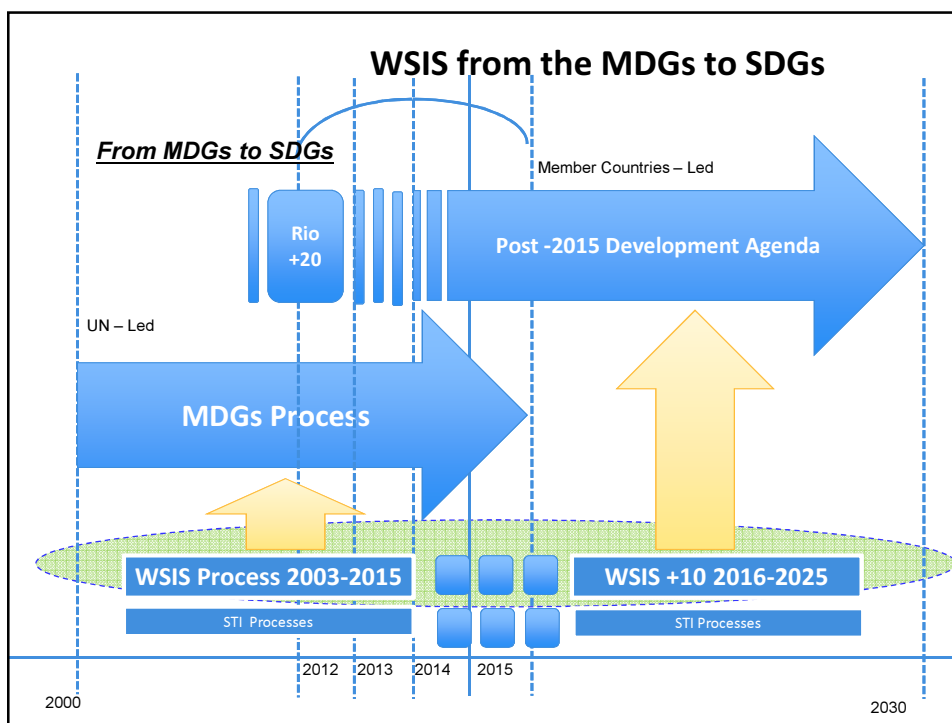 WSIS from the MDGs to SDGs
From MDGs to SDGs
Member Countries – Led
Rio
+20
Post -2015 Development Agenda
UN – Led
MDGs Process
WSIS Process 2003-2015
WSIS +10 2016-2025
STI Processes
STI Processes
2012
2013
2014
2015
2000
2030